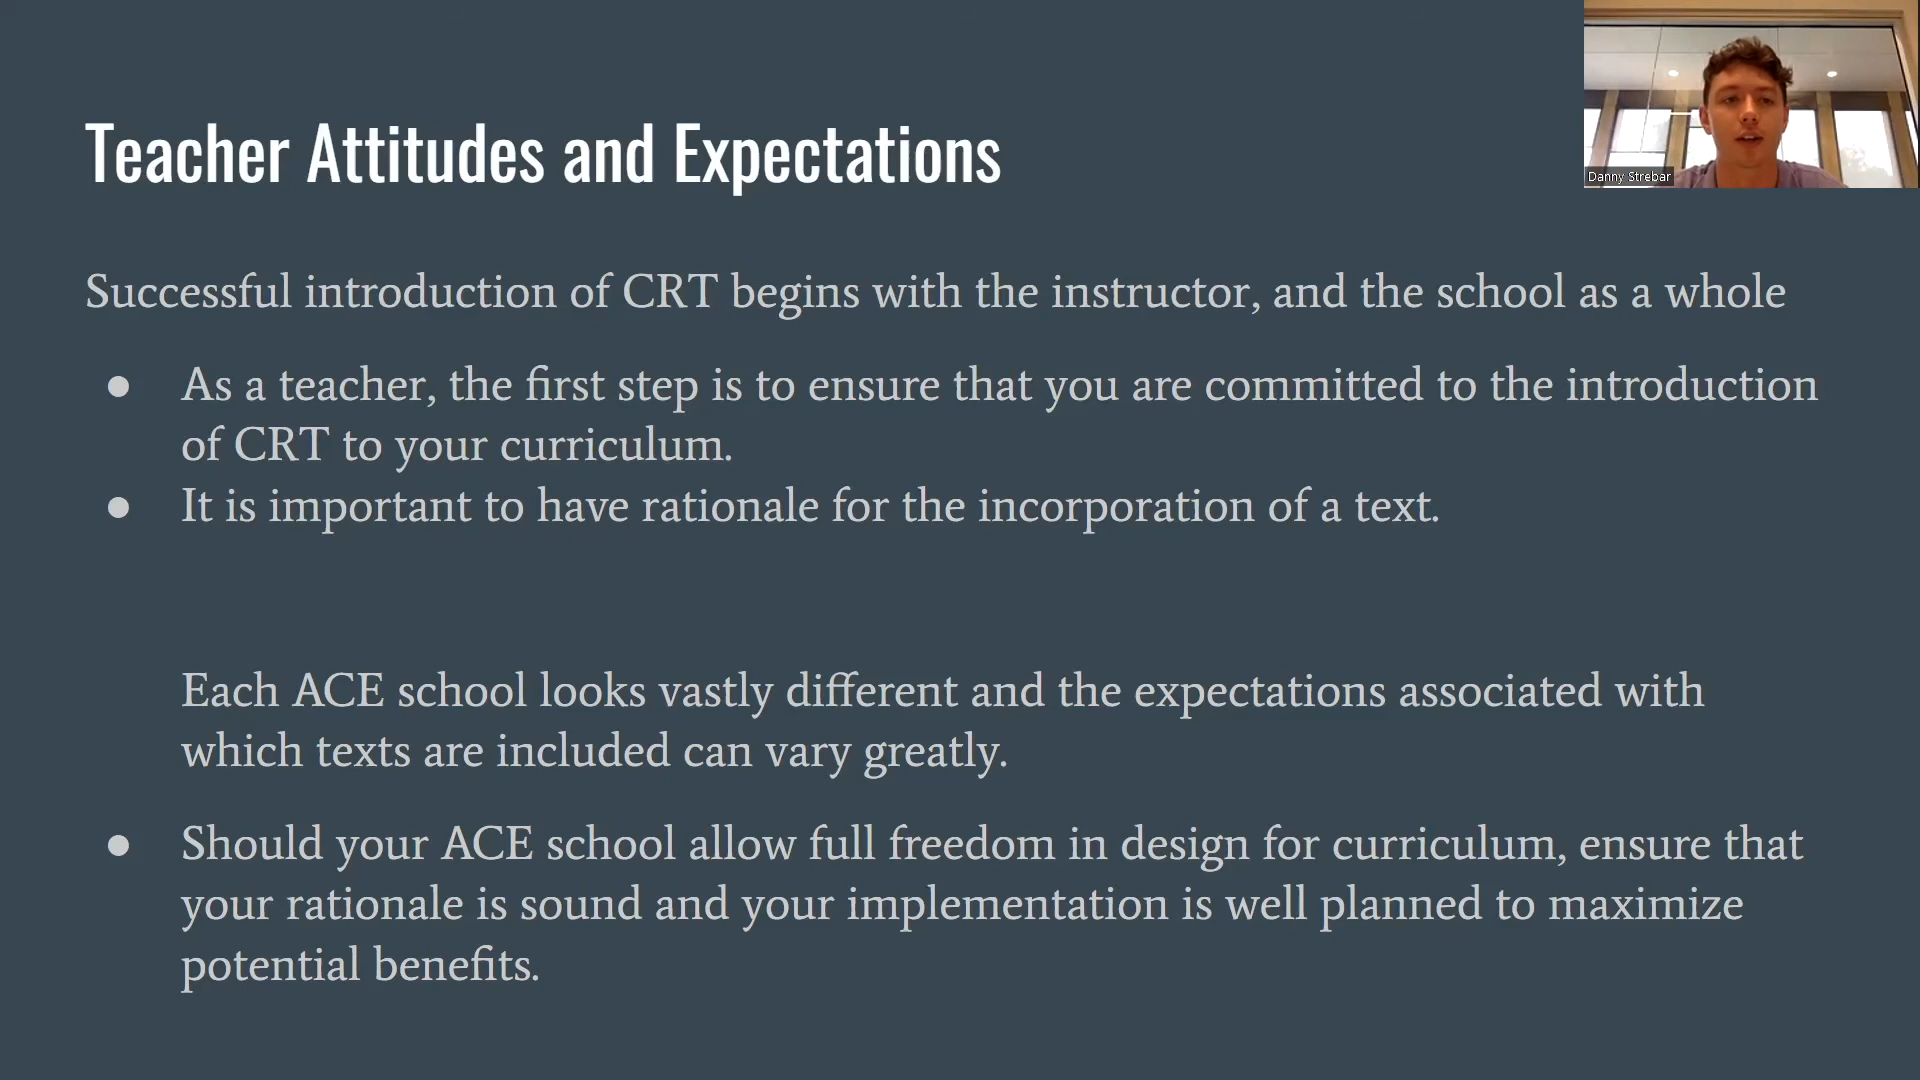 Teacher Attitudes and Expectations
Danny Strebar
Successful introduction of CRT begins with the instructor, and the school as a whole
● As a teacher, the first step is to ensure that you are committed to the introduction
of CRT to your curriculum.
● It is important to have rationale for the incorporation of a text.
Each ACE school looks vastly different and the expectations associated with
which texts are included can vary greatly.
● Should your ACE school allow full freedom in design for curriculum, ensure that
your rationale is sound and your implementation is well planned to maximize
potential benefits.